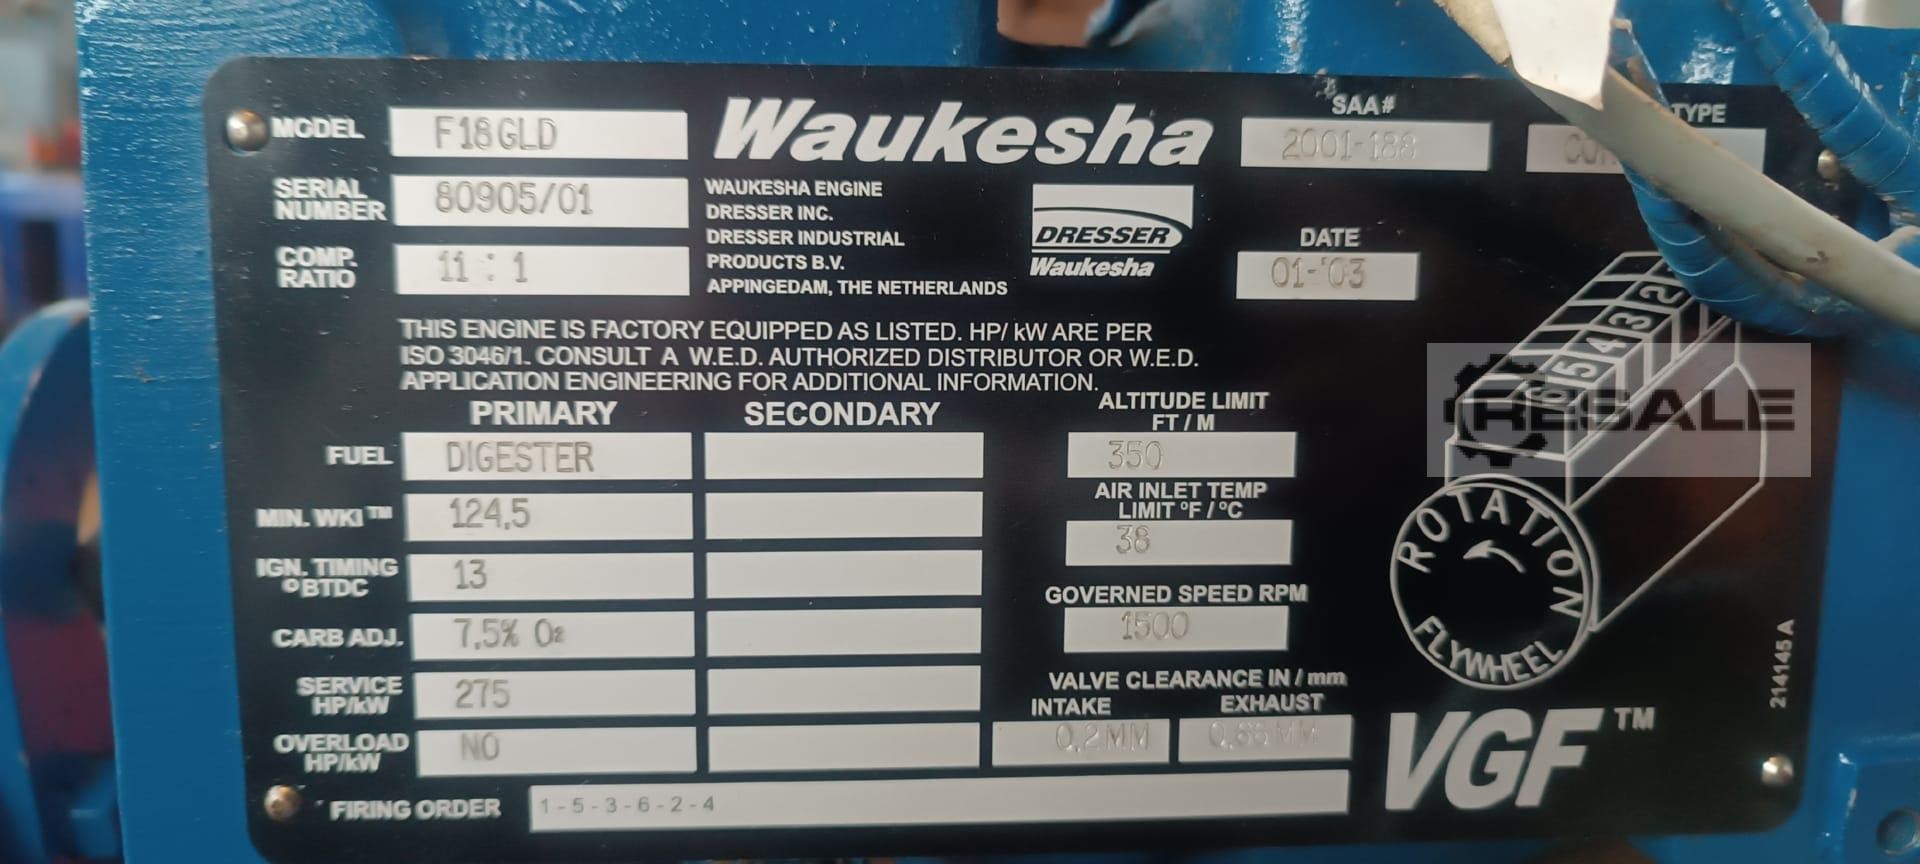 MODEL F18GLD
Waukesha
SAA#
2001-188
TYPE
SERIAL NUMBER 80905/01
COMP. RATIO 11 : 1
WAUKESHA ENGINE
DRESSER INC.
DRESSER INDUSTRIAL
PRODUCTS B.V.
APPINGEDAM, THE NETHERLANDS
DRESSER
Waukesha
DATE
01-'03
THIS ENGINE IS FACTORY EQUIPPED AS LISTED. HP/ kW ARE PER
ISO 3046/1. CONSULT A W.E.D. AUTHORIZED DISTRIBUTOR OR W.E.D.
APPLICATION ENGINEERING FOR ADDITIONAL INFORMATION.
PRIMARY SECONDARY
FUEL DIGESTER
MIN. WKI™ 124,5
IGN. TIMING °BTDC 13
CARB ADJ. 7,5% O₂
SERVICE HP/kW 275
OVERLOAD HP/kW NO
FIRING ORDER 1-5-3-6-2-4
ALTITUDE LIMIT
FT / M
350
AIR INLET TEMP
LIMIT °F / °C
38
GOVERNED SPEED RPM
1500
VALVE CLEARANCE IN / mm
INTAKE EXHAUST
0,2MM
2
3
4
5
6
RESALE
ROTATION
FLYWHEEL
VGF™
214145 A